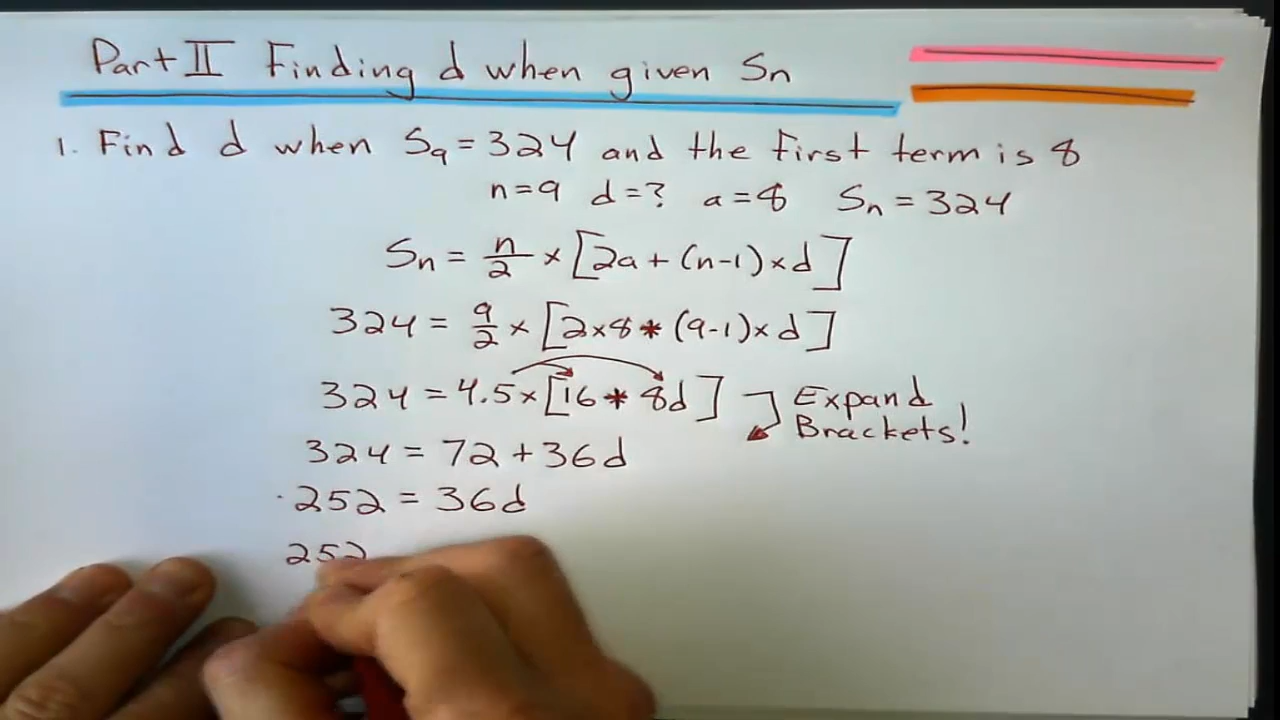 Part II Finding d when given Sn
1. Find d when S9 = 324 and the first term is 8
n = 9 d = ? a = 8 Sn = 324
Sn = n/2 × [2a + (n-1) × d]
324 = 9/2 × [2×8 * (9-1) × d]
324 = 4.5 × [16 * 8d] Expand
Brackets!
324 = 72 + 36d
252 = 36d
252